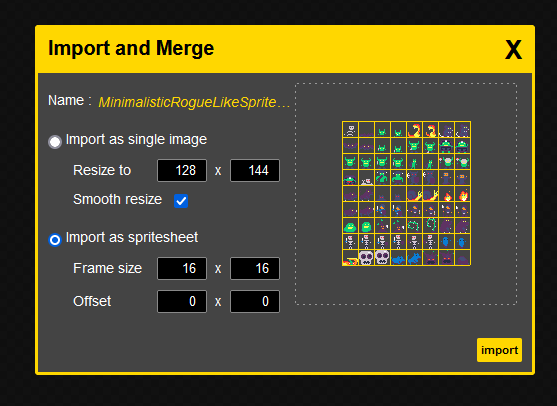 Import and Merge X
Name : MinimalisticRogueLikeSprite...
Import as single image
Resize to 128 x 144
Smooth resize
Import as spritesheet
Frame size 16 x 16
Offset 0 x 0
import